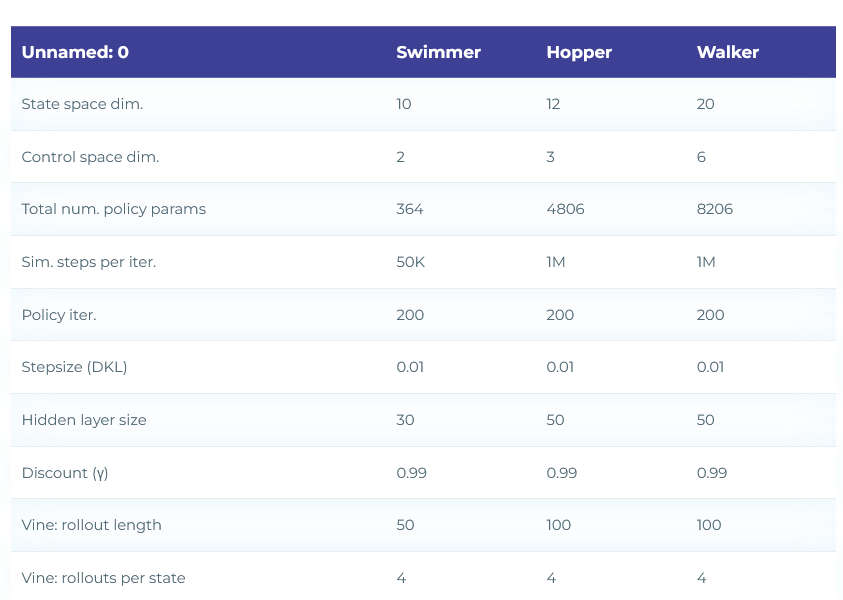 Unnamed: 0 Swimmer Hopper Walker
State space dim. 10 12 20
Control space dim. 2 3 6
Total num. policy params 364 4806 8206
Sim. steps per iter. 50K 1M 1M
Policy iter. 200 200 200
Stepsize (DKL) 0.01 0.01 0.01
Hidden layer size 30 50 50
Discount (γ) 0.99 0.99 0.99
Vine: rollout length 50 100 100
Vine: rollouts per state 4 4 4